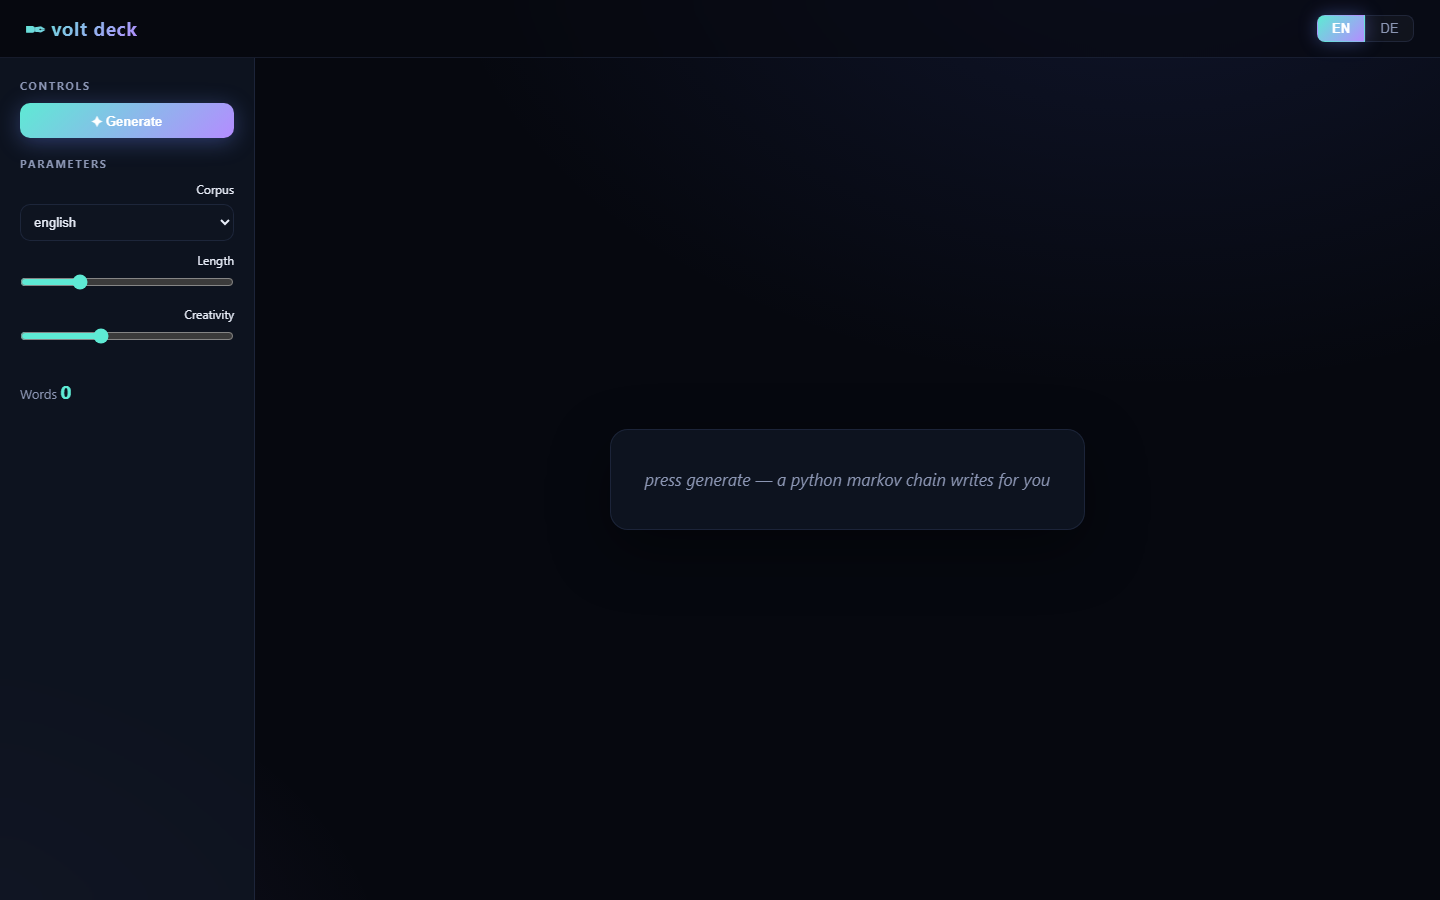 ✒ volt deck
EN DE
CONTROLS
✦ Generate
PARAMETERS
Corpus
english
Length
Creativity
Words 0
press generate — a python markov chain writes for you